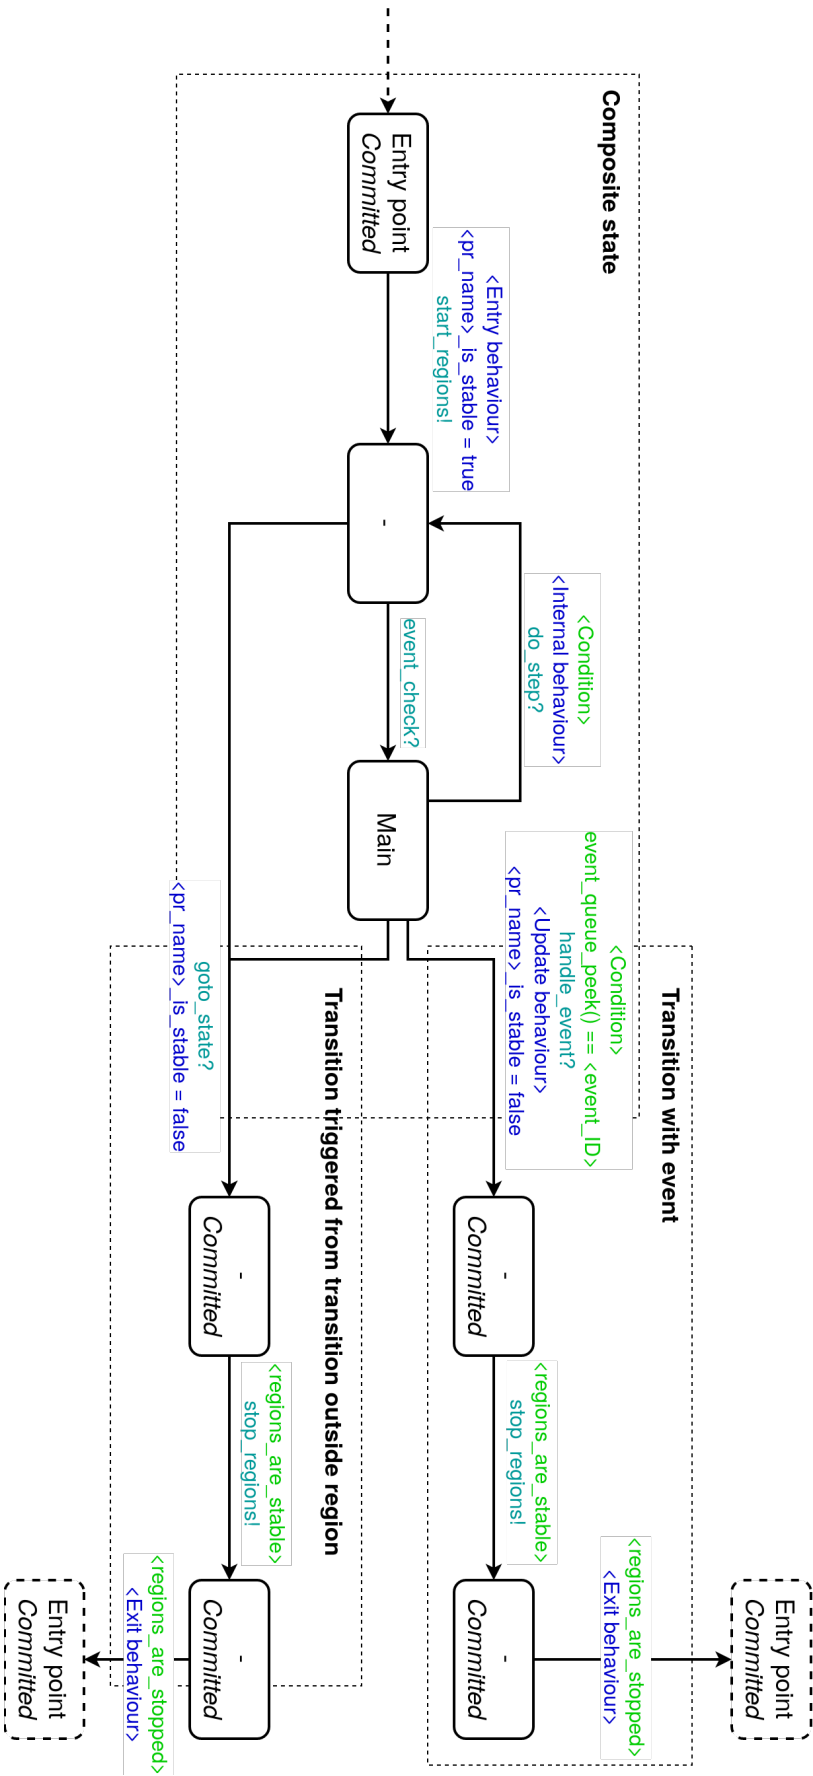 Composite state
Entry point
Committed
<Entry behaviour>
<pr_name>_is_stable = true
start_regions!
-
<Condition>
<Internal behaviour>
do_step?
event_check?
Main
<Condition>
event_queue_peek() == <event_ID>
handle_event?
<Update behaviour>
<pr_name>_is_stable = false
goto_state?
<pr_name>_is_stable = false
Transition with event
-
Committed
<regions_are_stable>
stop_regions!
-
Committed
<regions_are_stopped>
<Exit behaviour>
Entry point
Committed
Transition triggered from transition outside region
-
Committed
<regions_are_stable>
stop_regions!
-
Committed
<regions_are_stopped>
<Exit behaviour>
Entry point
Committed